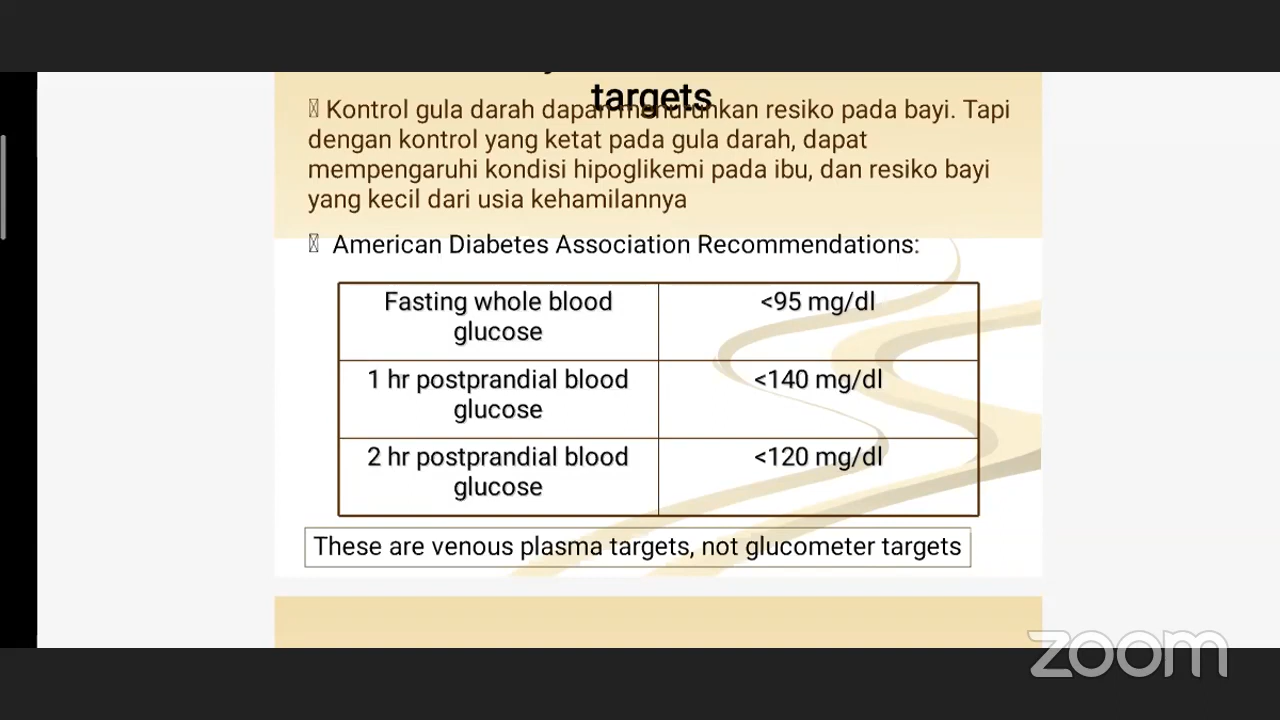 targets
Kontrol gula darah dapat menurunkan resiko pada bayi. Tapi
dengan kontrol yang ketat pada gula darah, dapat
mempengaruhi kondisi hipoglikemi pada ibu, dan resiko bayi
yang kecil dari usia kehamilannya
American Diabetes Association Recommendations:
Fasting whole blood
glucose
<95 mg/dl
1 hr postprandial blood
glucose
<140 mg/dl
2 hr postprandial blood
glucose
<120 mg/dl
These are venous plasma targets, not glucometer targets
zoom